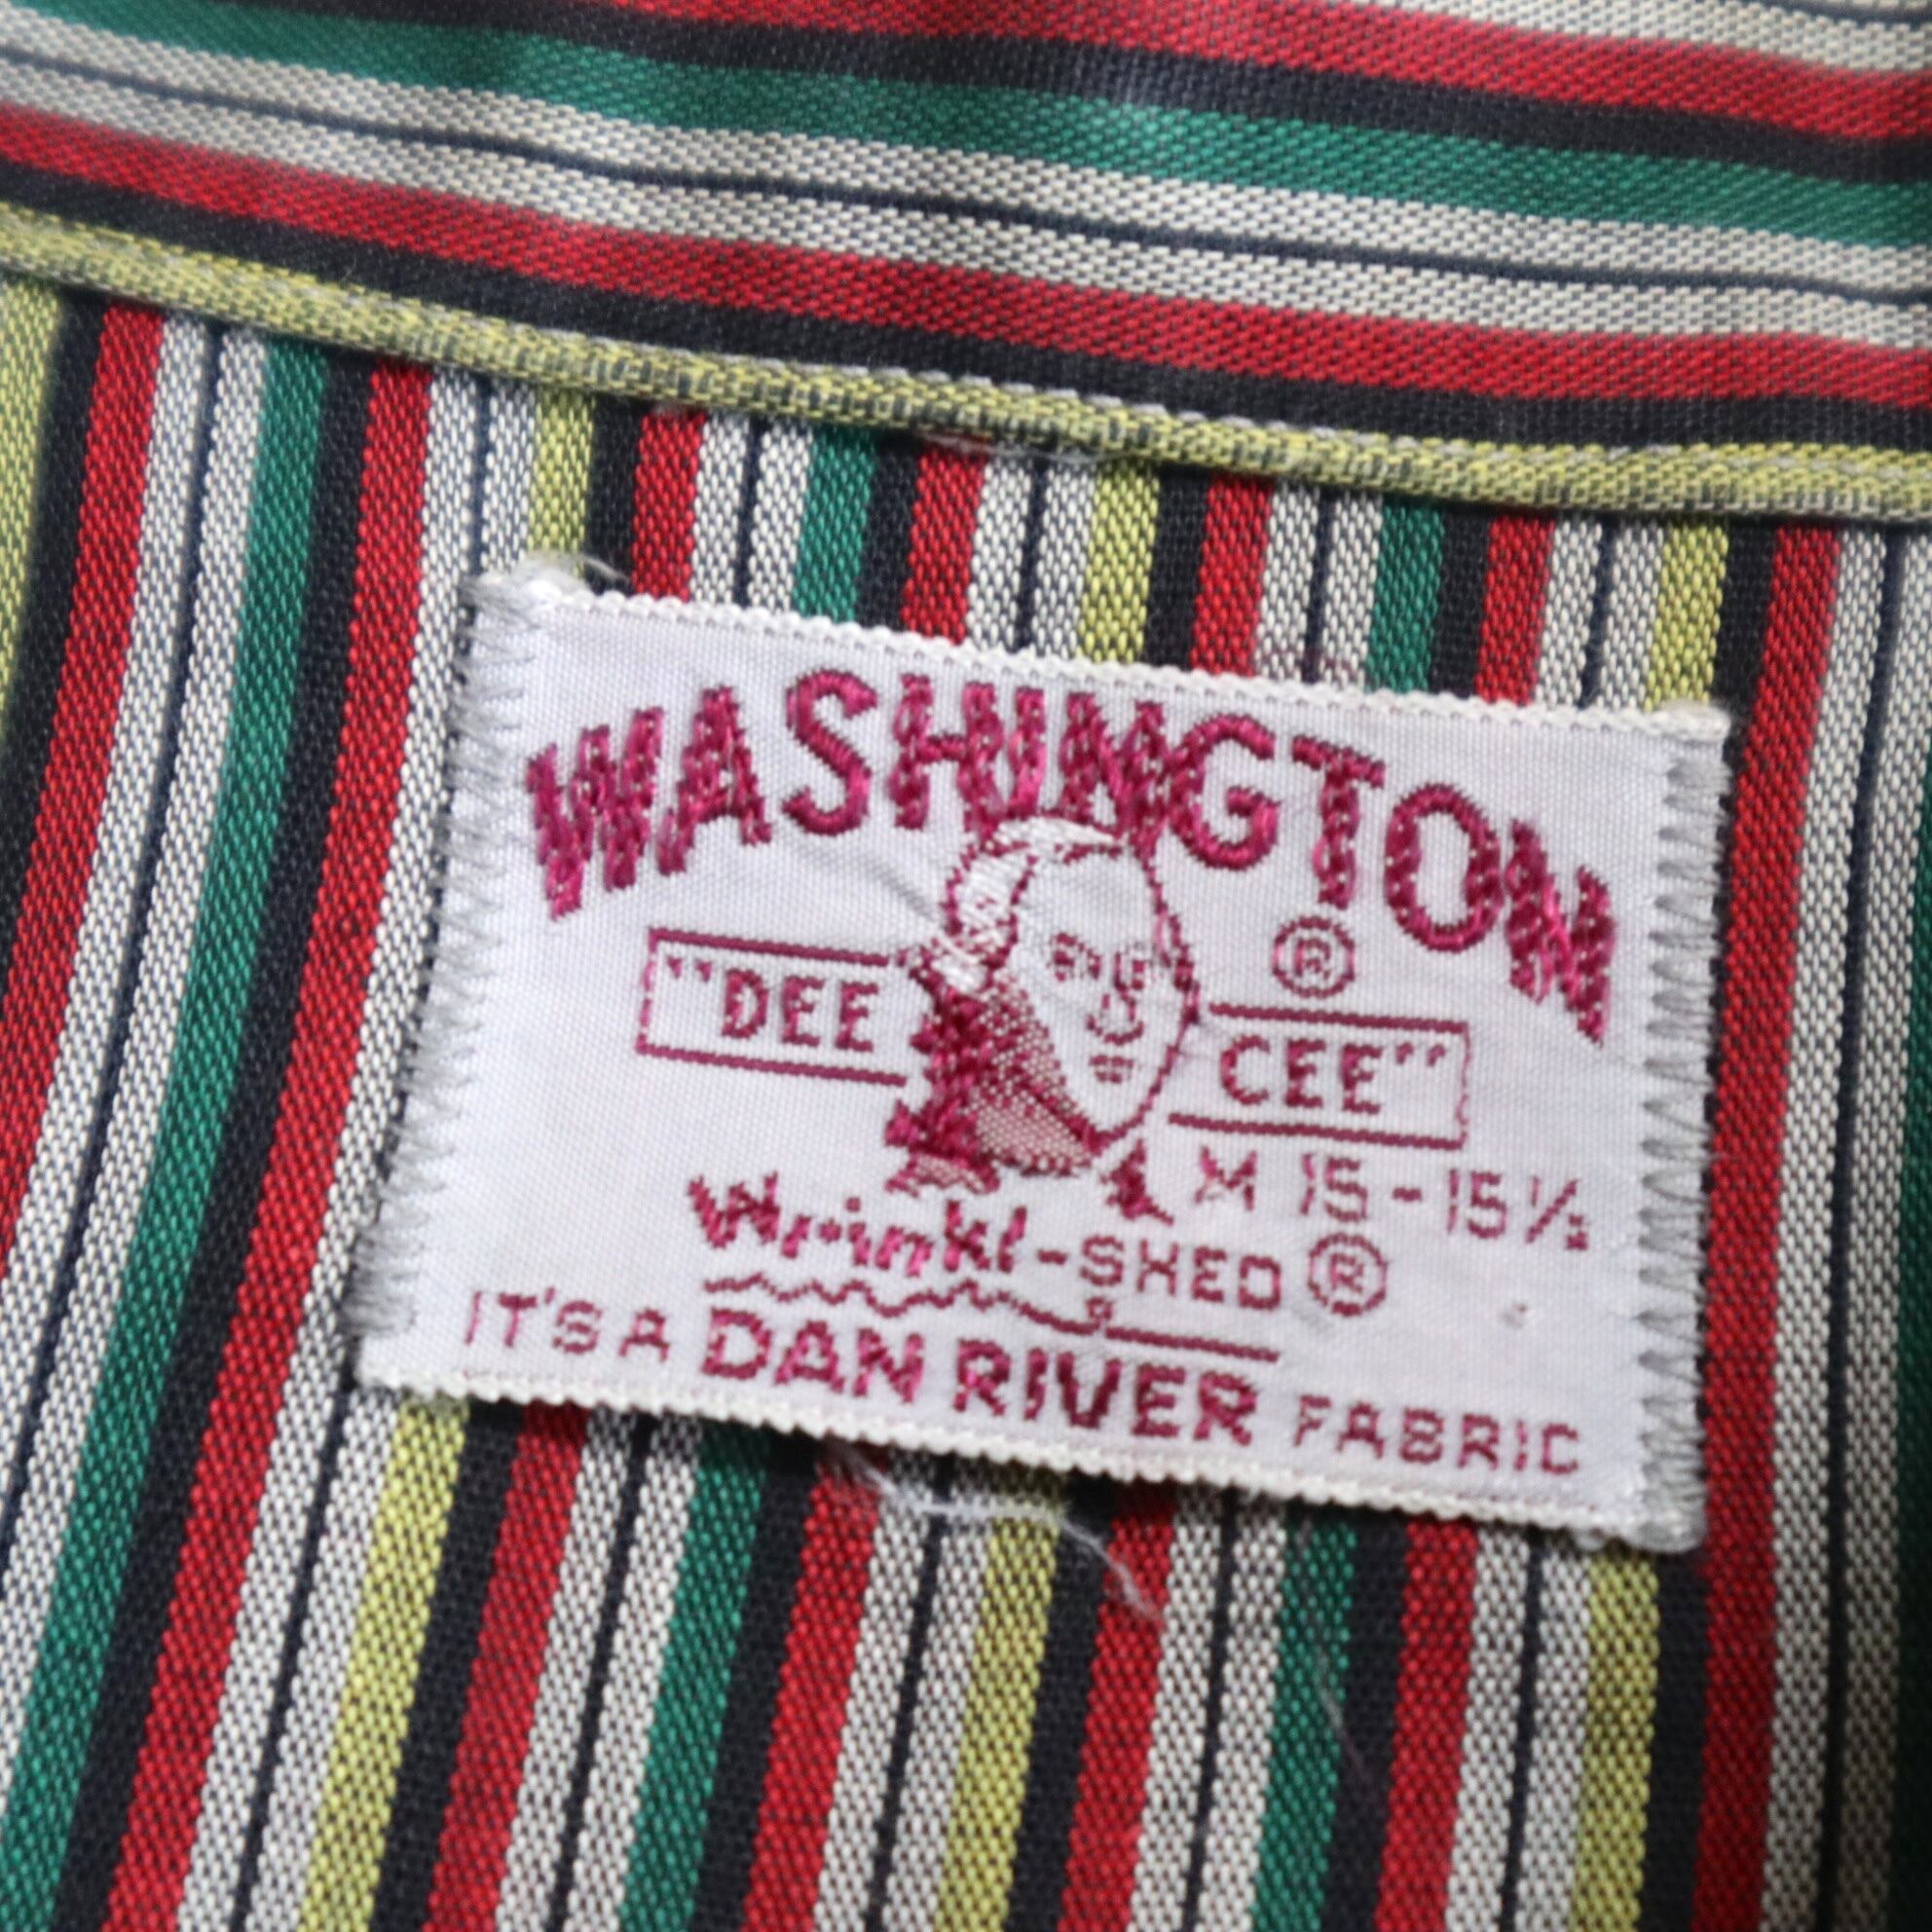 WASHINGTON
"DEE CEE" ®
M 15-15½
Wrinkl-SHED ®
IT'S A DAN RIVER FABRIC